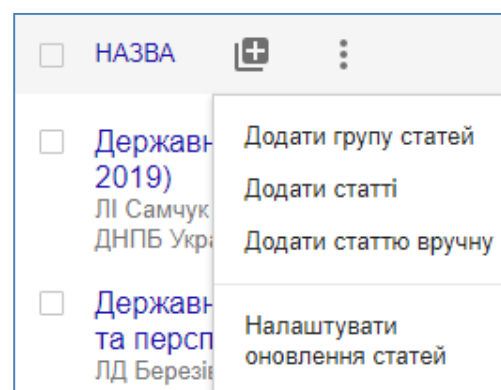 НАЗВА
Державн
2019)
ЛІ Самчук
ДНПБ Укра
Державн
та персп
ЛД Березів
Додати групу статей
Додати статті
Додати статтю вручну
Налаштувати
оновлення статей